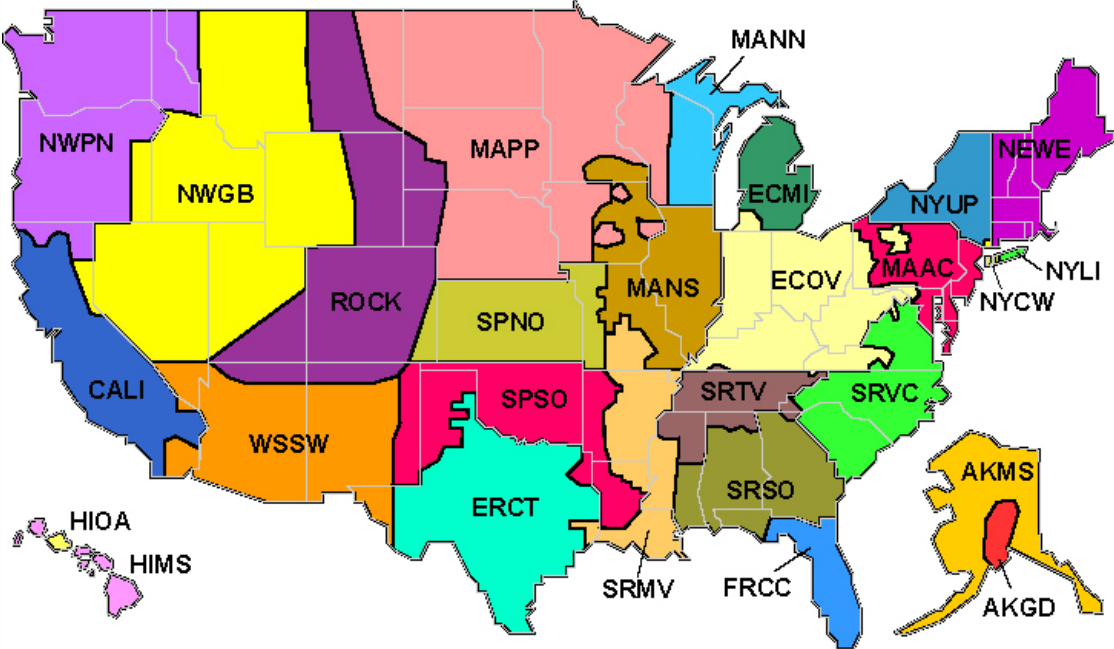 MANN
NWPN
MAPP
NEWE
NWGB
ECMI
NYUP
MAAC
NYLI
ROCK
MANS
ECOV
NYCW
SPNO
CALI
SPSO
SRTV
SRVC
WSSW
AKMS
SRSO
ERCT
HIOA
HIMS
SRMV
FRCC
AKGD